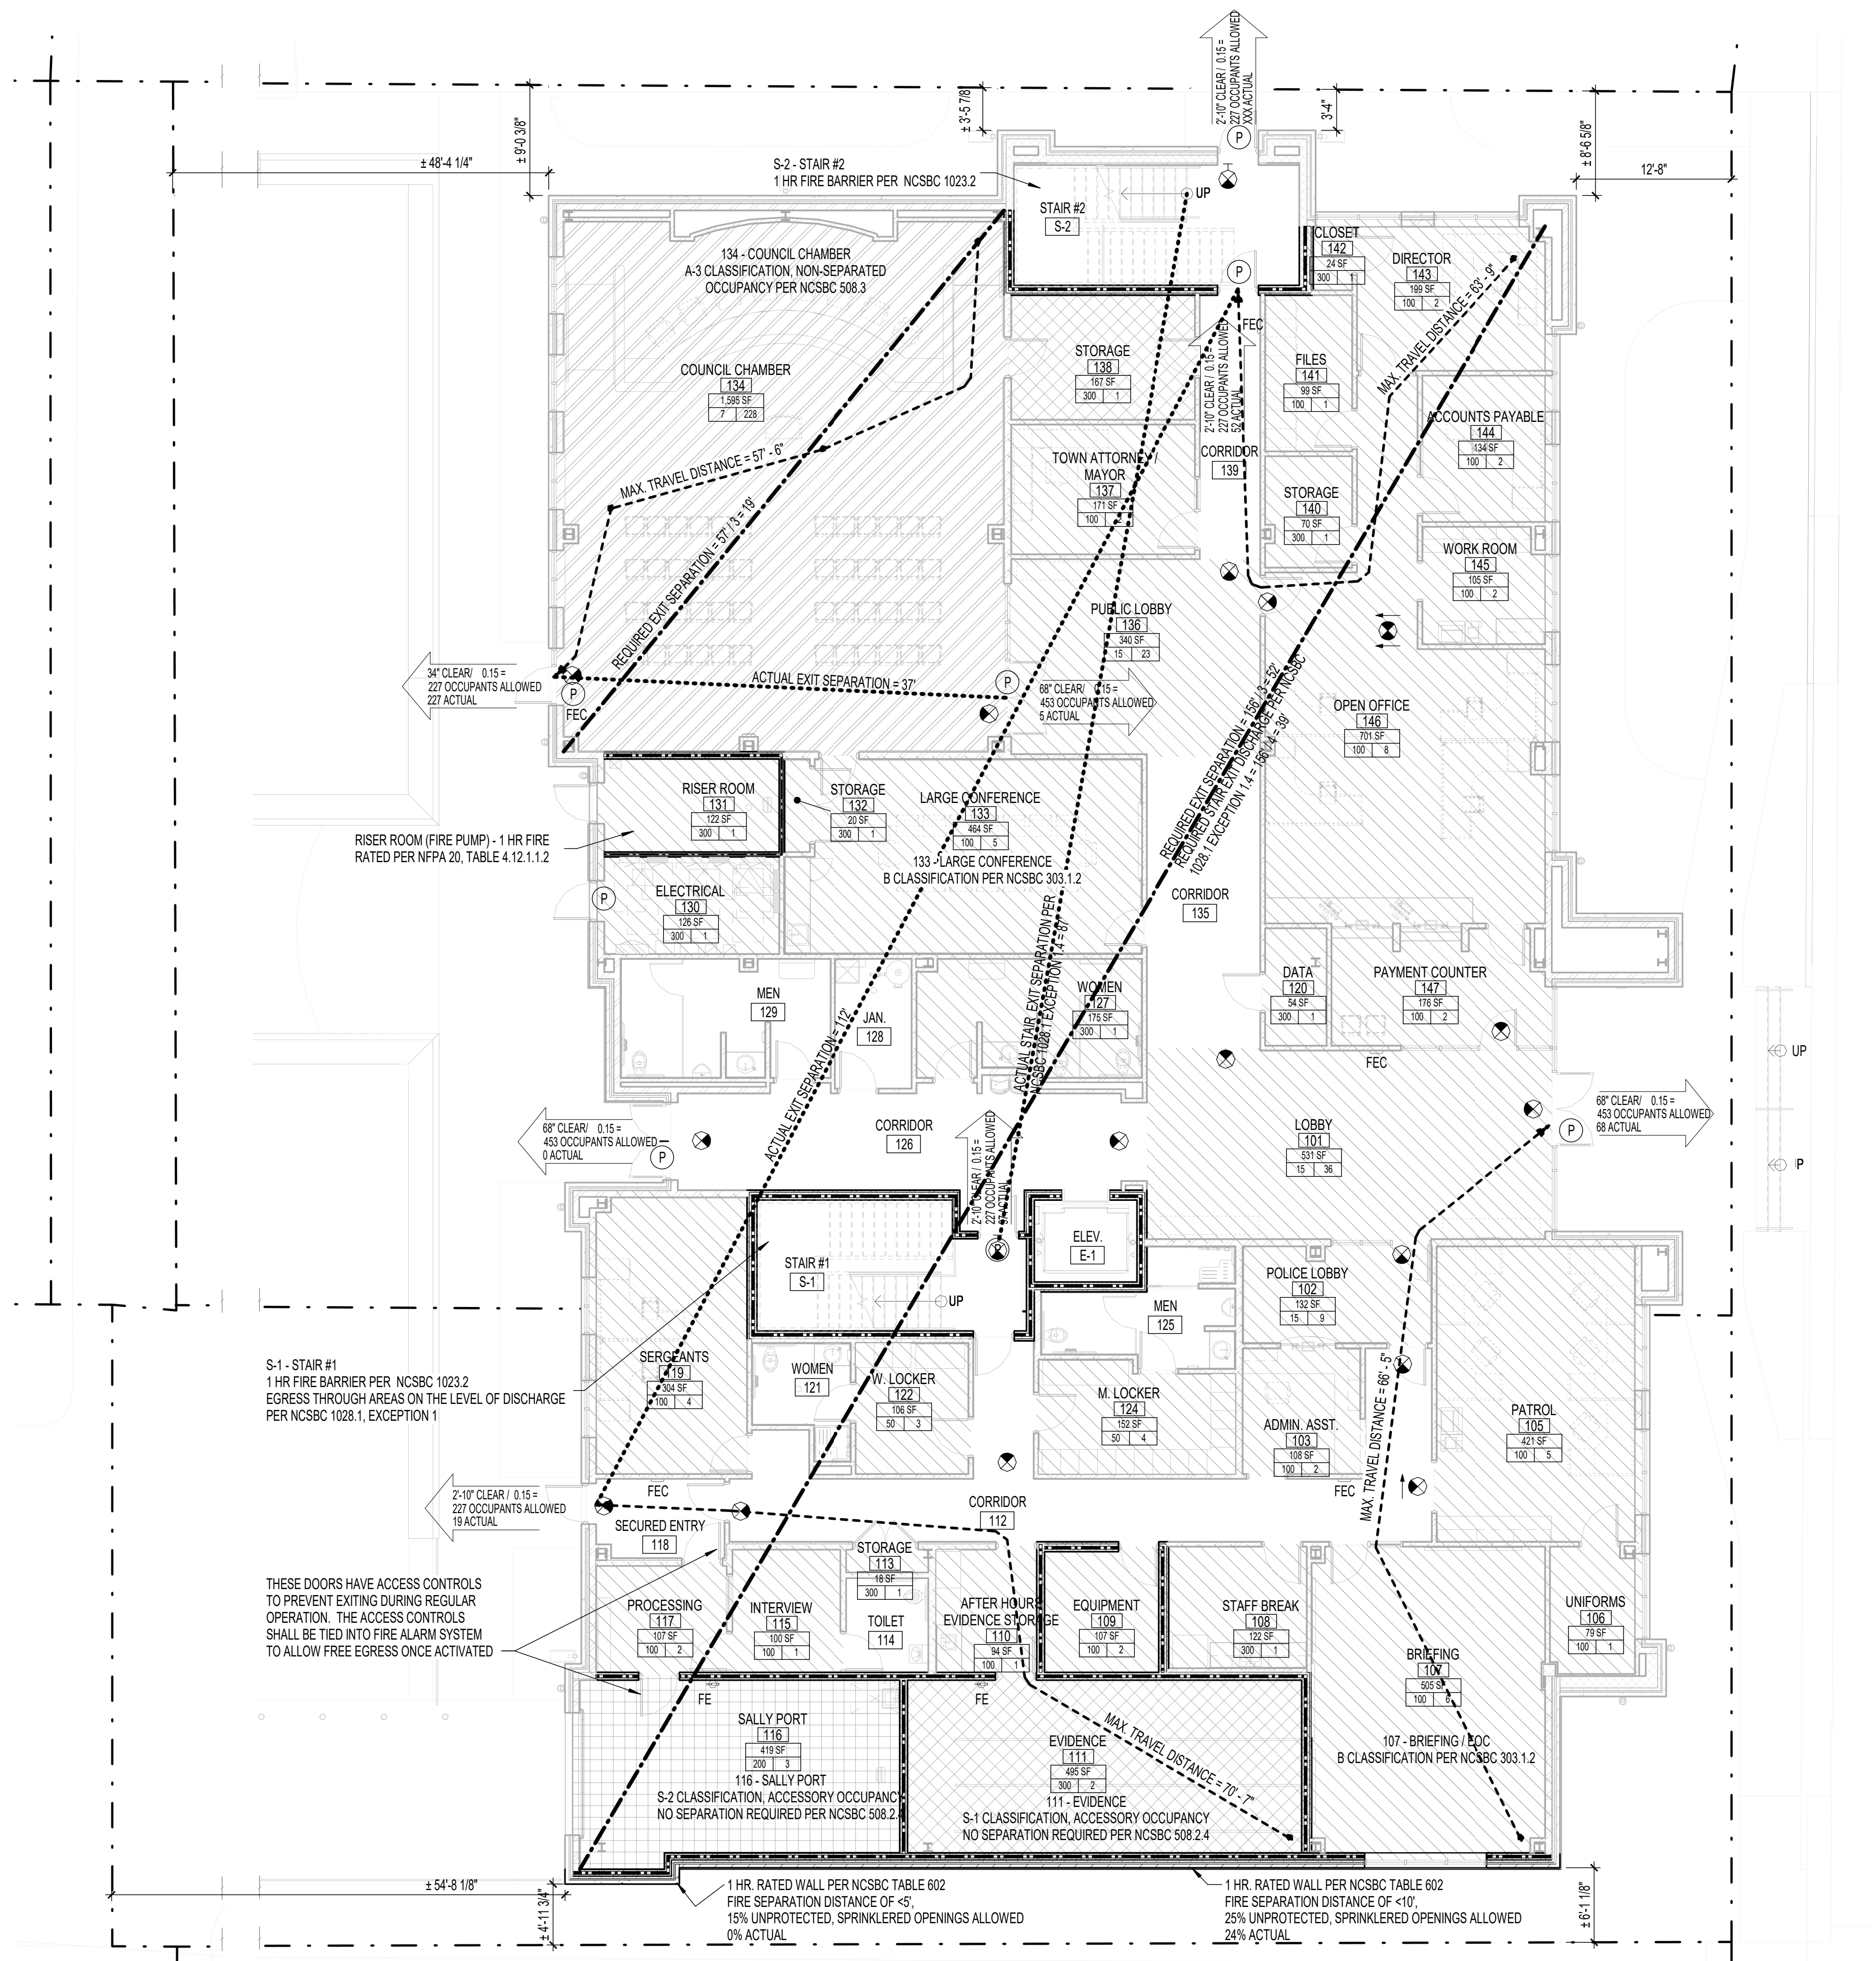 2'-10" CLEAR / 0.15 =
227 OCCUPANTS ALLOWED
XXX ACTUAL
± 9'-0 3/8"
± 3'-5 7/8"
3'-4"
± 8'-6 5/8"
± 48'-4 1/4"
12'-8"
P
S-2 - STAIR #2
1 HR FIRE BARRIER PER NCSBC 1023.2
UP
STAIR #2
S-2
P
CLOSET
142
24 SF
300 1
DIRECTOR
143
199 SF
100 2
MAX. TRAVEL DISTANCE = 63' - 9"
134 - COUNCIL CHAMBER
A-3 CLASSIFICATION, NON-SEPARATED
OCCUPANCY PER NCSBC 508.3
COUNCIL CHAMBER
134
1,595 SF
7 228
MAX. TRAVEL DISTANCE = 57' - 6"
REQUIRED EXIT SEPARATION = 57' / 3 = 19'
ACTUAL EXIT SEPARATION = 37'
STORAGE
138
167 SF
300 1
FEC
2'-10" CLEAR / 0.15 =
227 OCCUPANTS ALLOWED
52 ACTUAL
FILES
141
99 SF
100 1
ACCOUNTS PAYABLE
144
134 SF
100 2
TOWN ATTORNEY /
MAYOR
137
171 SF
100
CORRIDOR
139
STORAGE
140
70 SF
300 1
WORK ROOM
145
105 SF
100 2
PUBLIC LOBBY
136
340 SF
15 23
34" CLEAR/ 0.15 =
227 OCCUPANTS ALLOWED
227 ACTUAL
P
FEC
P
68" CLEAR/ 0.15 =
453 OCCUPANTS ALLOWED
5 ACTUAL
OPEN OFFICE
146
701 SF
100 8
REQUIRED EXIT SEPARATION = 156' / 3 = 52'
REQUIRED STAIR EXIT DISCHARGE PER NCSBC
1028.1 EXCEPTION 1.4 = 156' / 4 = 39'
RISER ROOM
131
122 SF
300 1
STORAGE
132
20 SF
300 1
LARGE CONFERENCE
133
464 SF
100 5
133 - LARGE CONFERENCE
B CLASSIFICATION PER NCSBC 303.1.2
RISER ROOM (FIRE PUMP) - 1 HR FIRE
RATED PER NFPA 20, TABLE 4.12.1.1.2
P
ELECTRICAL
130
126 SF
300 1
CORRIDOR
135
ACTUAL STAIR EXIT SEPARATION PER
NCSBC 1028.1 EXCEPTION 1.4 = 87'
MEN
129
JAN.
128
WOMEN
127
175 SF
300 1
DATA
120
54 SF
300 1
PAYMENT COUNTER
147
176 SF
100 2
FEC
UP
ACTUAL EXIT SEPARATION = 112'
68" CLEAR/ 0.15 =
453 OCCUPANTS ALLOWED
0 ACTUAL
P
CORRIDOR
126
2'-10" CLEAR / 0.15 =
227 OCCUPANTS ALLOWED
57 ACTUAL
P
LOBBY
101
531 SF
15 36
P
68" CLEAR/ 0.15 =
453 OCCUPANTS ALLOWED
68 ACTUAL
STAIR #1
S-1
UP
ELEV.
E-1
MEN
125
POLICE LOBBY
102
132 SF
15 9
S-1 - STAIR #1
1 HR FIRE BARRIER PER NCSBC 1023.2
EGRESS THROUGH AREAS ON THE LEVEL OF DISCHARGE
PER NCSBC 1028.1, EXCEPTION 1
SERGEANTS
119
304 SF
100 4
WOMEN
121
W. LOCKER
122
106 SF
50 3
M. LOCKER
124
152 SF
50 4
ADMIN. ASST.
103
108 SF
100 2
MAX. TRAVEL DISTANCE = 66' - 5"
PATROL
105
421 SF
100 5
FEC
2'-10" CLEAR / 0.15 =
227 OCCUPANTS ALLOWED
19 ACTUAL
FEC
SECURED ENTRY
118
CORRIDOR
112
THESE DOORS HAVE ACCESS CONTROLS
TO PREVENT EXITING DURING REGULAR
OPERATION. THE ACCESS CONTROLS
SHALL BE TIED INTO FIRE ALARM SYSTEM
TO ALLOW FREE EGRESS ONCE ACTIVATED
PROCESSING
117
107 SF
100 2
INTERVIEW
115
100 SF
100 1
STORAGE
113
18 SF
300 1
TOILET
114
AFTER HOURS
EVIDENCE STORAGE
110
94 SF
100 1
EQUIPMENT
109
107 SF
100 2
STAFF BREAK
108
122 SF
300 1
BRIEFING
107
505 SF
100 6
UNIFORMS
106
79 SF
100 1
FE
FE
SALLY PORT
116
419 SF
200 3
116 - SALLY PORT
S-2 CLASSIFICATION, ACCESSORY OCCUPANCY
NO SEPARATION REQUIRED PER NCSBC 508.2.4
MAX. TRAVEL DISTANCE = 70' - 7"
EVIDENCE
111
495 SF
300 2
111 - EVIDENCE
S-1 CLASSIFICATION, ACCESSORY OCCUPANCY
NO SEPARATION REQUIRED PER NCSBC 508.2.4
107 - BRIEFING / EOC
B CLASSIFICATION PER NCSBC 303.1.2
± 54'-8 1/8"
± 4'-11 3/4"
1 HR. RATED WALL PER NCSBC TABLE 602
FIRE SEPARATION DISTANCE OF <5',
15% UNPROTECTED, SPRINKLERED OPENINGS ALLOWED
0% ACTUAL
1 HR. RATED WALL PER NCSBC TABLE 602
FIRE SEPARATION DISTANCE OF <10',
25% UNPROTECTED, SPRINKLERED OPENINGS ALLOWED
24% ACTUAL
± 6'-1 1/8"